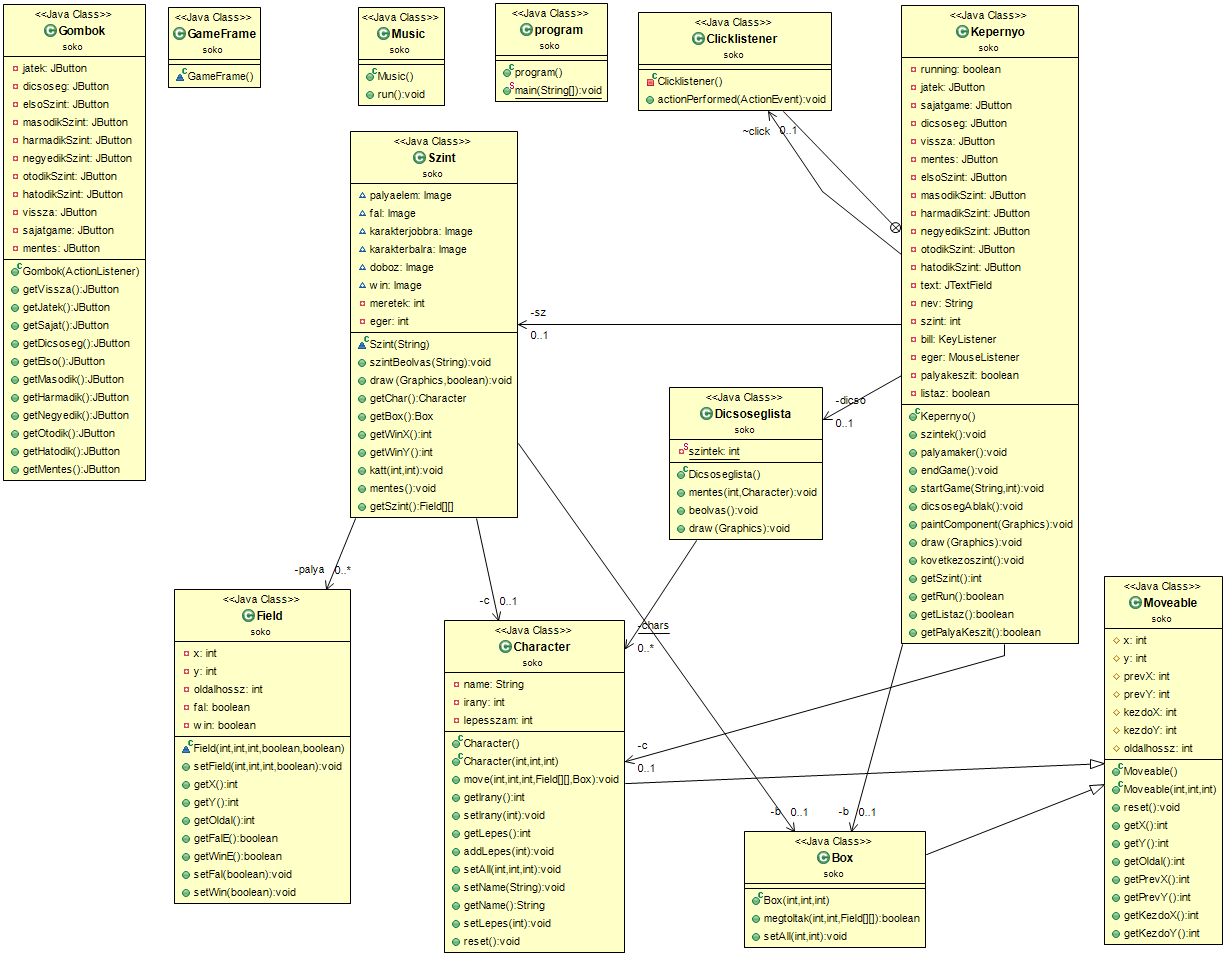 <<Java Class>>
Gombok
soko
jatek: JButton
dicsoseg: JButton
elsoSzint: JButton
masodikSzint: JButton
harmadikSzint: JButton
negyedikSzint: JButton
otodikSzint: JButton
hatodikSzint: JButton
vissza: JButton
sajatgame: JButton
mentes: JButton
Gombok(ActionListener)
getVissza():JButton
getJatek():JButton
getSajat():JButton
getDicsoseg():JButton
getElso():JButton
getMasodik():JButton
getHarmadik():JButton
getNegyedik():JButton
getOtodik():JButton
getHatodik():JButton
getMentes():JButton
<<Java Class>>
GameFrame
soko
GameFrame()
<<Java Class>>
Music
soko
Music()
run():void
<<Java Class>>
program
soko
program()
main(String[]):void
<<Java Class>>
Clicklistener
soko
Clicklistener()
actionPerformed(ActionEvent):void
~click 0..1
<<Java Class>>
Kepernyo
soko
running: boolean
jatek: JButton
sajatgame: JButton
dicsoseg: JButton
vissza: JButton
mentes: JButton
elsoSzint: JButton
masodikSzint: JButton
harmadikSzint: JButton
negyedikSzint: JButton
otodikSzint: JButton
hatodikSzint: JButton
text: JTextField
nev: String
szint: int
bill: KeyListener
eger: MouseListener
palyakeszit: boolean
listaz: boolean
Kepernyo()
szintek():void
palyamaker():void
endGame():void
startGame(String,int):void
dicsosegAblak():void
paintComponent(Graphics):void
draw(Graphics):void
kovetkezoszint():void
getSzint():int
getRun():boolean
getListaz():boolean
getPalyaKeszit():boolean
<<Java Class>>
Szint
soko
palyaelem: Image
fal: Image
karakterjobbra: Image
karakterbalra: Image
doboz: Image
win: Image
meretek: int
eger: int
Szint(String)
szintBeolvas(String):void
draw(Graphics,boolean):void
getChar():Character
getBox():Box
getWinX():int
getWinY():int
katt(int,int):void
mentes():void
getSzint():Field[][]
-sz
0..1
-dicso
0..1
<<Java Class>>
Dicsoseglista
soko
szintek: int
Dicsoseglista()
mentes(int,Character):void
beolvas():void
draw(Graphics):void
-palya 0..*
-c 0..1
-chars
0..*
<<Java Class>>
Field
soko
x: int
y: int
oldalhossz: int
fal: boolean
win: boolean
Field(int,int,int,boolean,boolean)
setField(int,int,int,boolean):void
getX():int
getY():int
getOldal():int
getFalE():boolean
getWinE():boolean
setFal(boolean):void
setWin(boolean):void
<<Java Class>>
Character
soko
name: String
irany: int
lepesszam: int
Character()
Character(int,int,int)
move(int,int,int,Field[][],Box):void
getIrany():int
setIrany(int):void
getLepes():int
addLepes(int):void
setAll(int,int,int):void
setName(String):void
getName():String
setLepes(int):void
reset():void
-c
0..1
-b 0..1
-b 0..1
<<Java Class>>
Box
soko
Box(int,int,int)
megtoltak(int,int,Field[][]):boolean
setAll(int,int):void
<<Java Class>>
Moveable
soko
x: int
y: int
prevX: int
prevY: int
kezdoX: int
kezdoY: int
oldalhossz: int
Moveable()
Moveable(int,int,int)
reset():void
getX():int
getY():int
getOldal():int
getPrevX():int
getPrevY():int
getKezdoX():int
getKezdoY():int